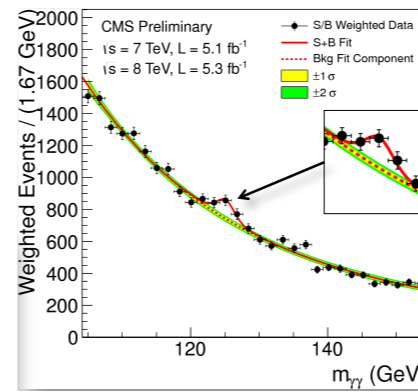 Weighted Events / (1.67 GeV)
2000
1800
1600
1400
1200
1000
800
600
400
200
0
CMS Preliminary
√s = 7 TeV, L = 5.1 fb⁻¹
√s = 8 TeV, L = 5.3 fb⁻¹
S/B Weighted Data
S+B Fit
Bkg Fit Component
±1 σ
±2 σ
120
140
mγγ (GeV